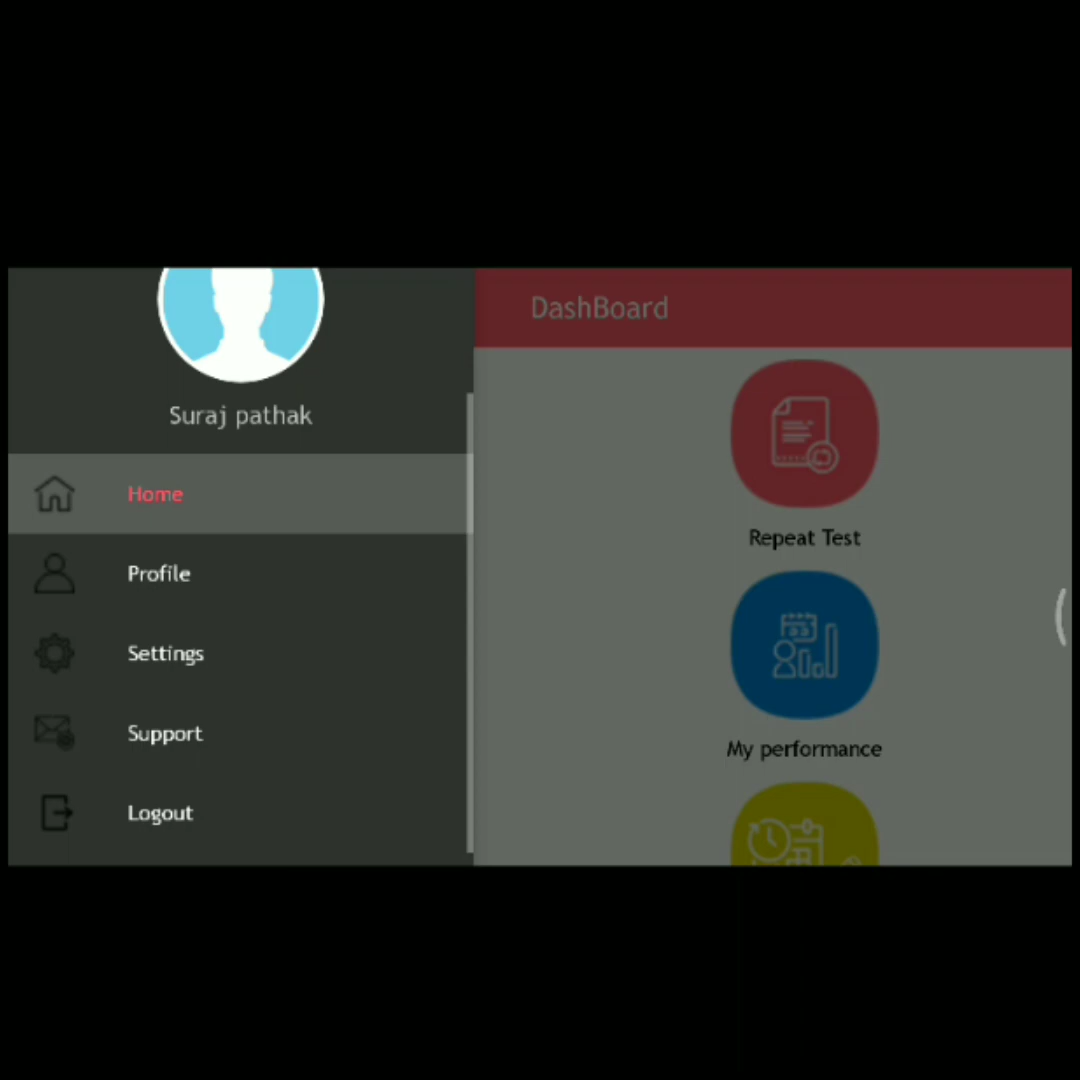 DashBoard
Suraj pathak
Home
Profile
Settings
Support
Logout
Repeat Test
My performance